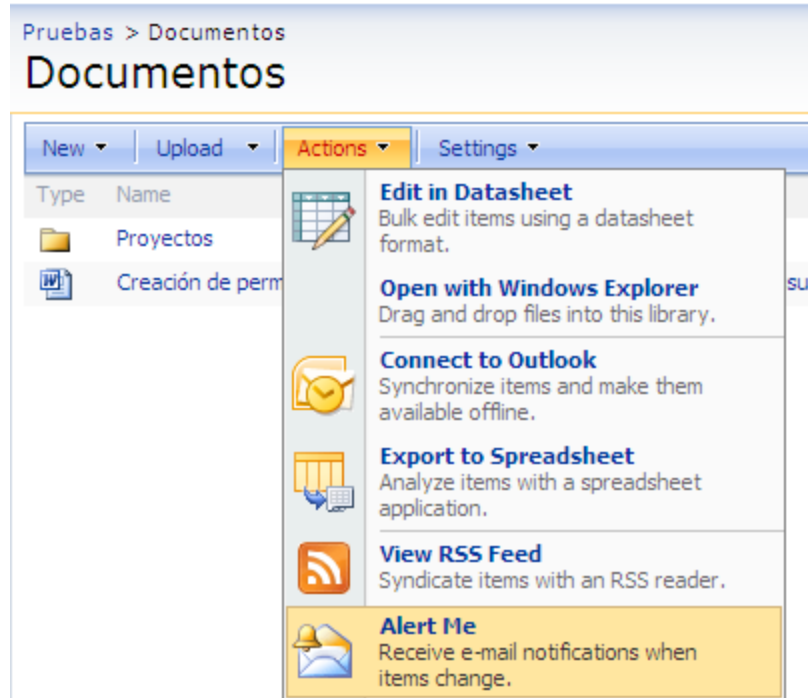 Pruebas > Documentos
Documentos
New Upload Actions Settings
Type Name
Proyectos
Creación de perm
su
Edit in Datasheet
Bulk edit items using a datasheet
format.
Open with Windows Explorer
Drag and drop files into this library.
Connect to Outlook
Synchronize items and make them
available offline.
Export to Spreadsheet
Analyze items with a spreadsheet
application.
View RSS Feed
Syndicate items with an RSS reader.
Alert Me
Receive e-mail notifications when
items change.